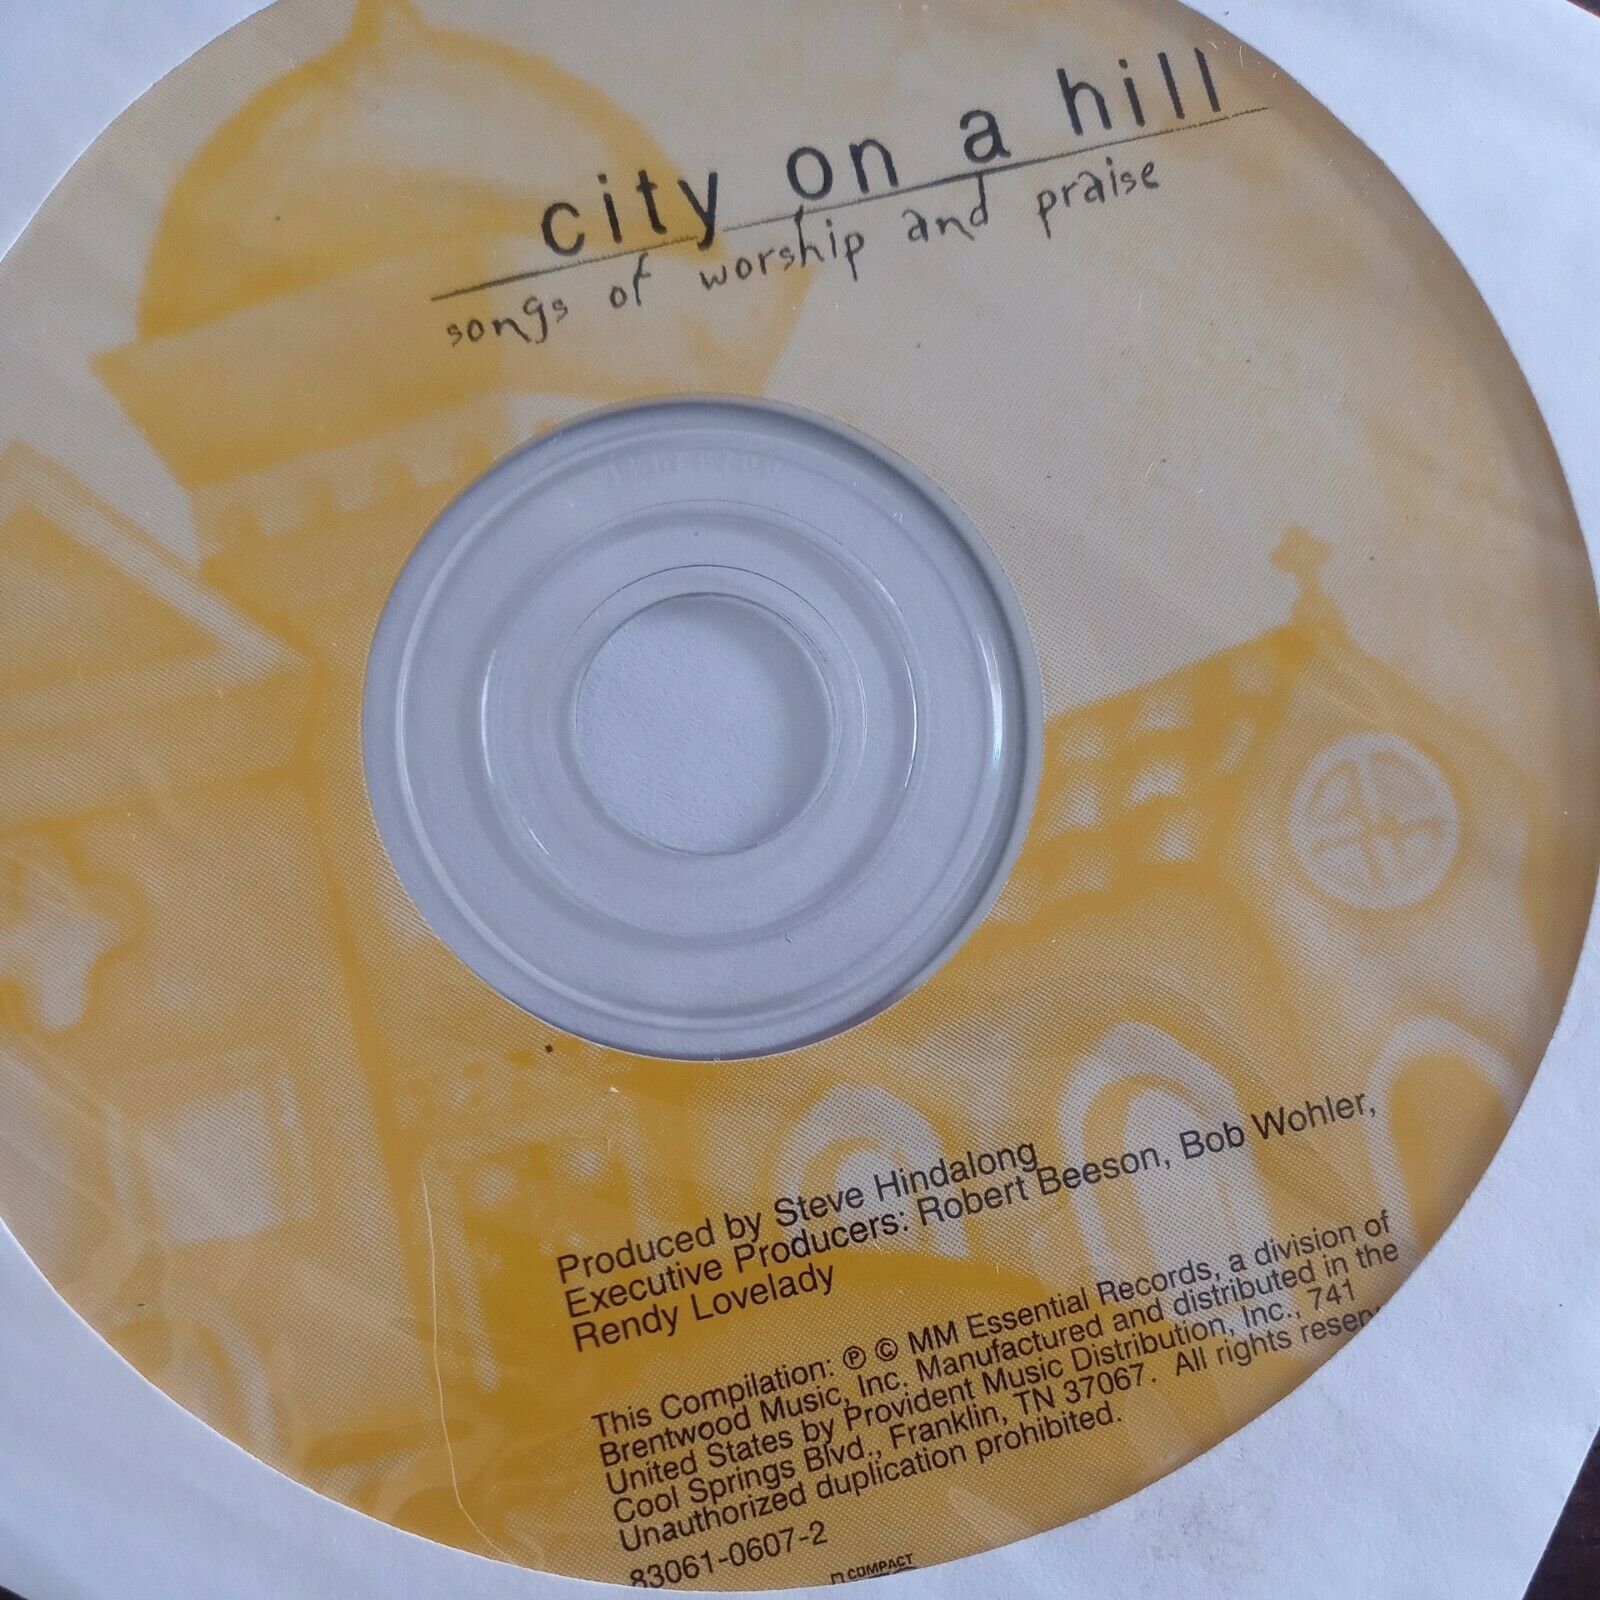 city on a hill
songs of worship and praise
Produced by Steve Hindalong
Executive Producers: Robert Beeson, Bob Wohler,
Rendy Lovelady
This Compilation: ℗ © MM Essential Records, a division of
Brentwood Music, Inc. Manufactured and distributed in the
United States by Provident Music Distribution, Inc., 741
Cool Springs Blvd., Franklin, TN 37067. All rights reser
Unauthorized duplication prohibited.
83061-0607-2
COMPACT